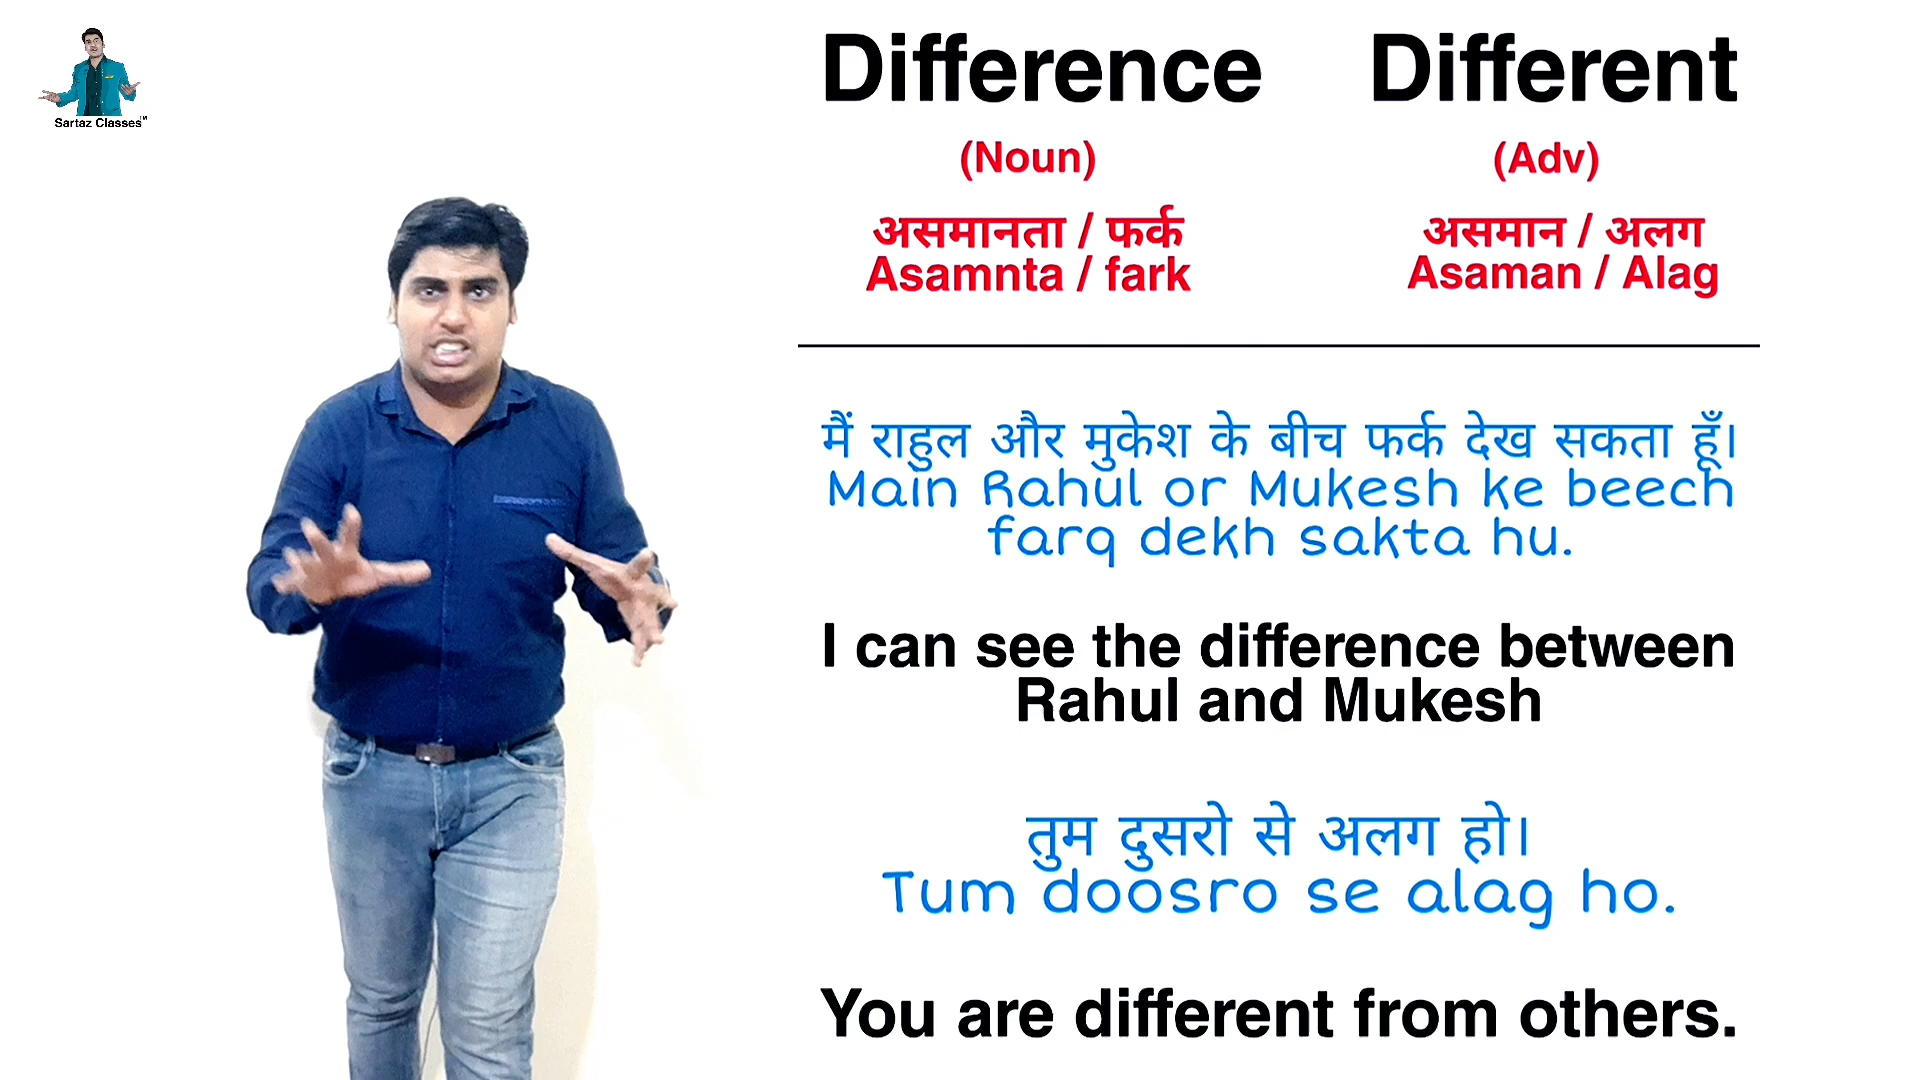 Sartaz Classes™
Difference
Different
(Noun)
(Adv)
असमानता / फर्क
असमान / अलग
Asamnta / fark
Asaman / Alag
मैं राहुल और मुकेश के बीच फर्क देख सकता हूँ।
Main Rahul or Mukesh ke beech
farq dekh sakta hu.
I can see the difference between
Rahul and Mukesh
तुम दुसरो से अलग हो।
Tum doosro se alag ho.
You are different from others.